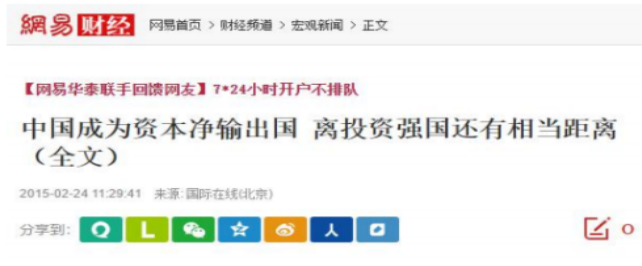 網易财经 网易首页 > 财经频道 > 宏观新闻 > 正文
【网易华泰联手回馈网友】7*24小时开户不排队
中国成为资本净输出国 离投资强国还有相当距离
（全文）
2015-02-24 11:29:41 来源:国际在线(北京)
分享到: 0